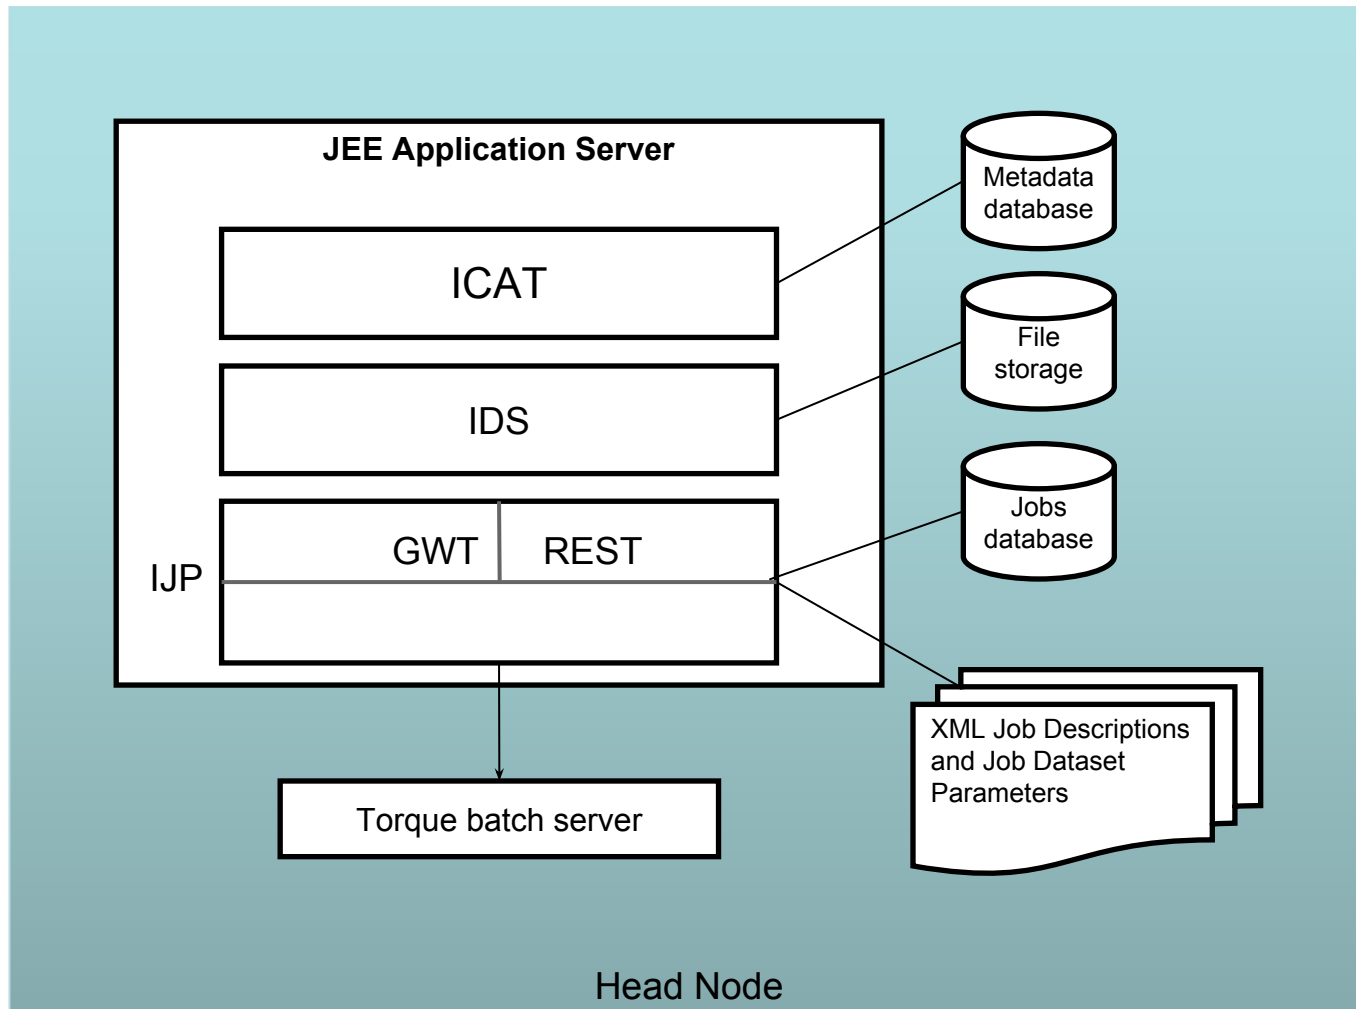 JEE Application Server
ICAT
IDS
IJP
GWT
REST
Torque batch server
Metadata
database
File
storage
Jobs
database
XML Job Descriptions
and Job Dataset
Parameters
Head Node